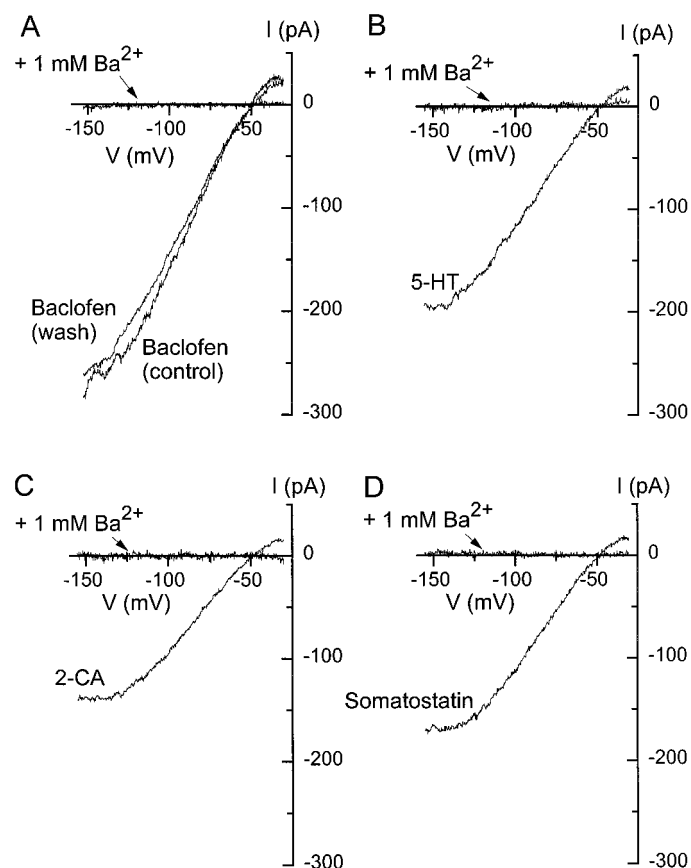 A
I (pA)
+ 1 mM Ba2+
0
-150
-100
-50
V (mV)
-100
-200
Baclofen
(wash)
Baclofen
(control)
-300
B
I (pA)
+ 1 mM Ba2+
0
-150
-100
-50
V (mV)
-100
5-HT
-200
-300
C
I (pA)
+ 1 mM Ba2+
0
-150
-100
-50
V (mV)
-100
2-CA
-200
-300
D
I (pA)
+ 1 mM Ba2+
0
-150
-100
-50
V (mV)
-100
Somatostatin
-200
-300